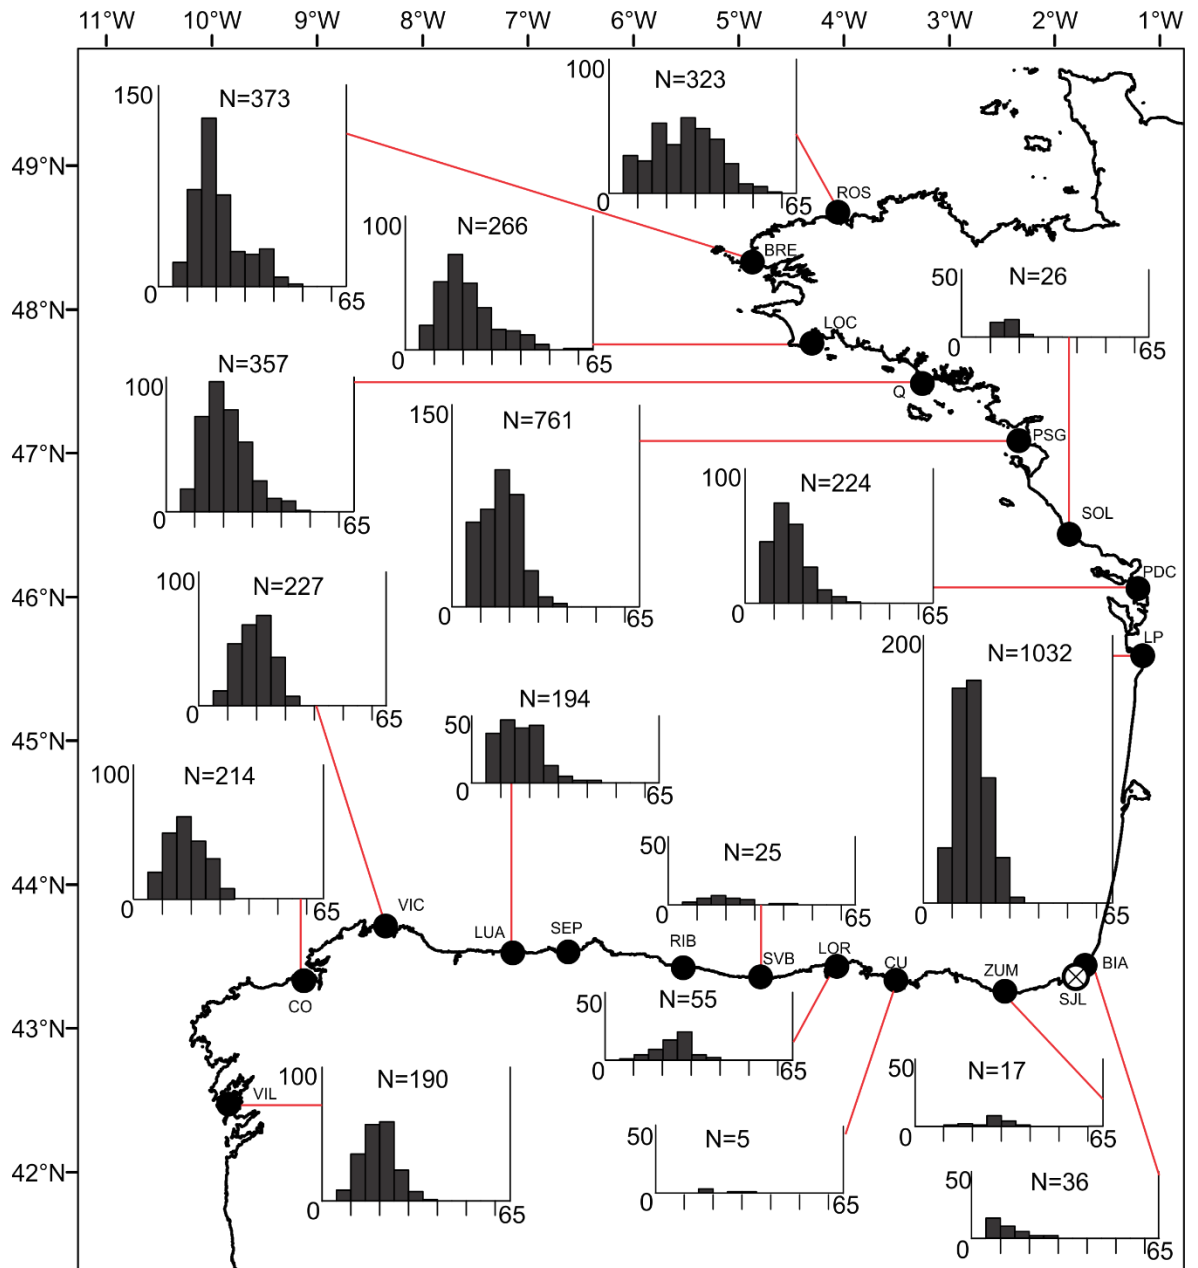 11°W 10°W 9°W 8°W 7°W 6°W 5°W 4°W 3°W 2°W 1°W
100
N=323
0 65
150
N=373
0 65
49°N
ROS
100
N=266
0 65
BRE
50
N=26
0 65
48°N
LOC
N=357
100
0 65
Q
150
N=761
0 65
PSG
47°N
100
N=224
0 65
SOL
PDC
46°N
100
N=227
0 65
LP
200
N=1032
0 65
45°N
N=194
50
0 65
100
N=214
0 65
50
N=25
0 65
44°N
VIC
LUA
SEP
RIB
SVB
LOR
CU
ZUM
BIA
SJL
CO
43°N
50
N=55
0 65
50
N=17
0 65
VIL
100
N=190
0 65
50
N=5
0 65
42°N
50
N=36
0 65